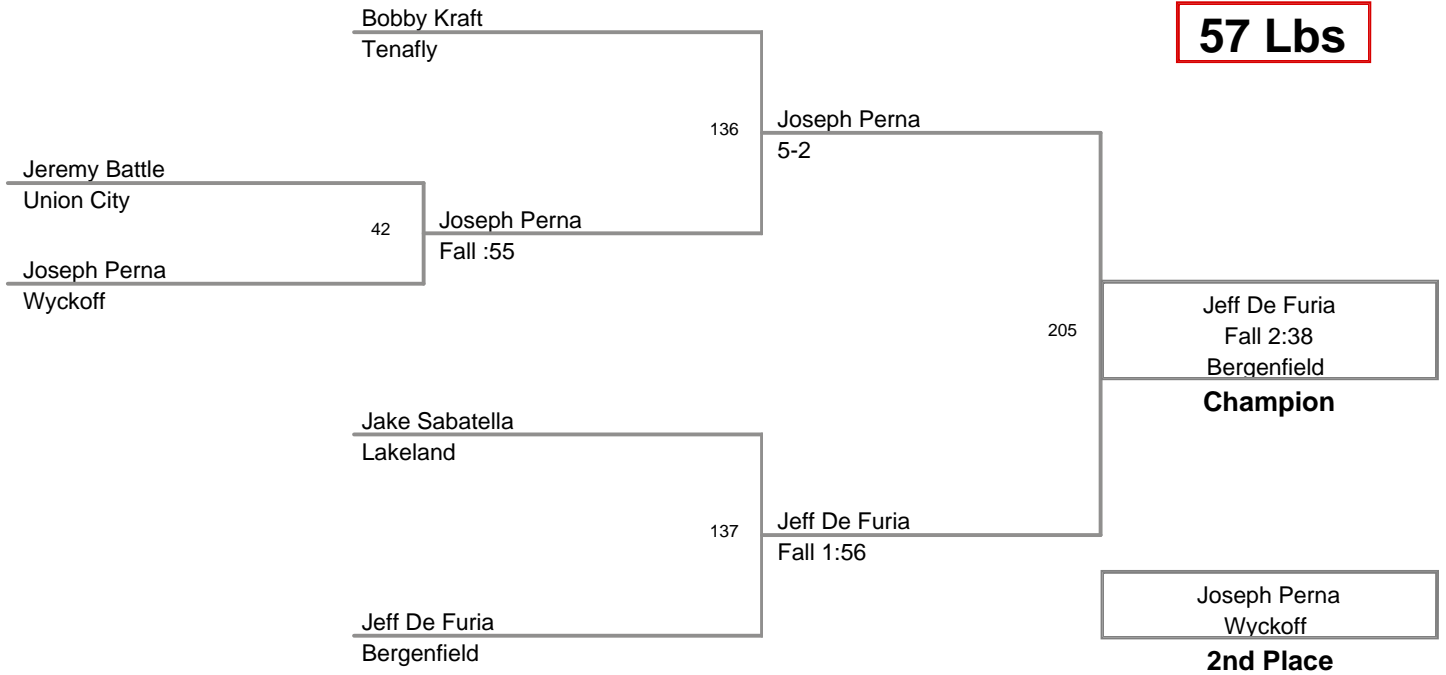 Bobby Kraft
Tenafly
57 Lbs
136
Joseph Perna
5-2
Jeremy Battle
Union City
42
Joseph Perna
Fall :55
Joseph Perna
Wyckoff
205
Jeff De Furia
Fall 2:38
Bergenfield
Champion
Jake Sabatella
Lakeland
137
Jeff De Furia
Fall 1:56
Jeff De Furia
Bergenfield
Joseph Perna
Wyckoff
2nd Place